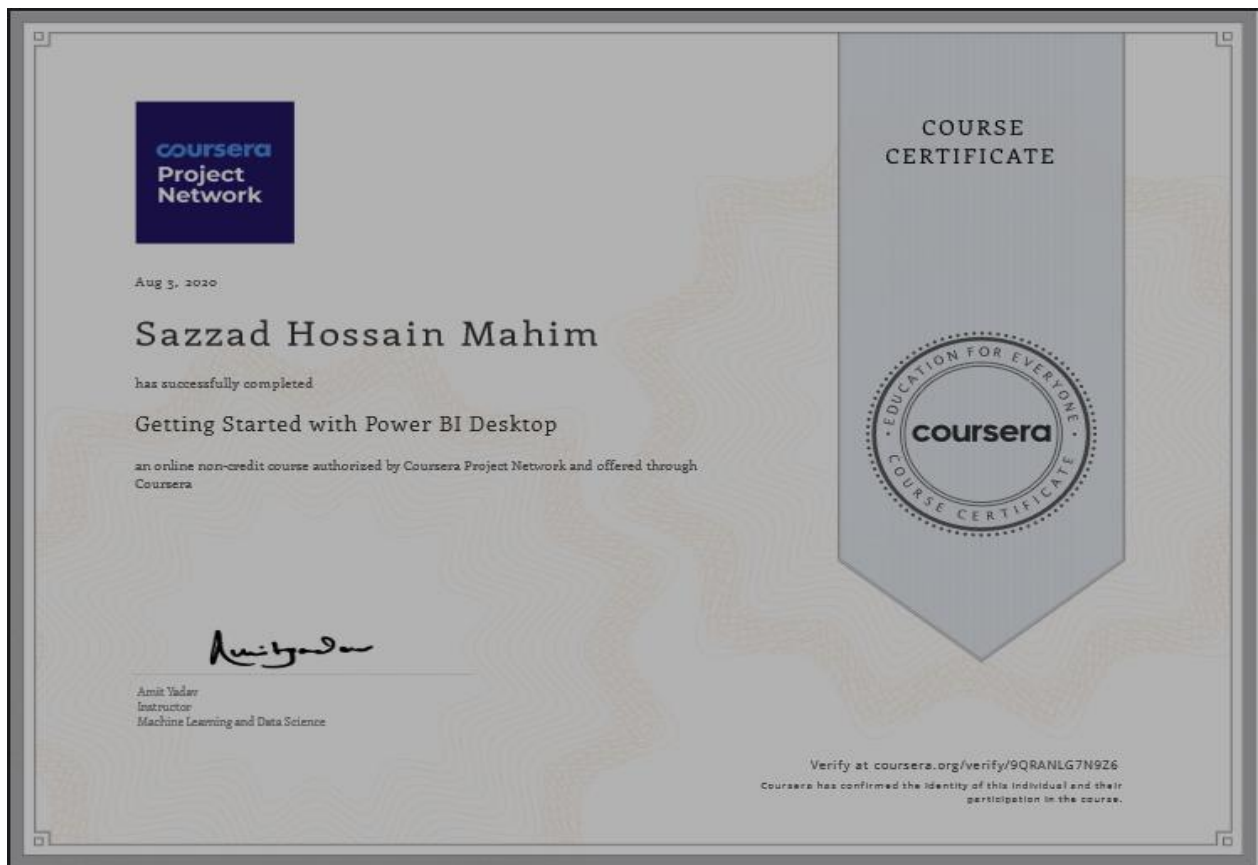 coursera
Project
Network
COURSE
CERTIFICATE
Aug 3, 2020
Sazzad Hossain Mahim
has successfully completed
Getting Started with Power BI Desktop
an online non-credit course authorized by Coursera Project Network and offered through
Coursera
EDUCATION FOR EVERYONE
coursera
COURSE CERTIFICATE
Amit Yadav
Amit Yadav
Instructor
Machine Learning and Data Science
Verify at coursera.org/verify/9QRANLG7N9Z6
Coursera has confirmed the identity of this individual and their
participation in the course.